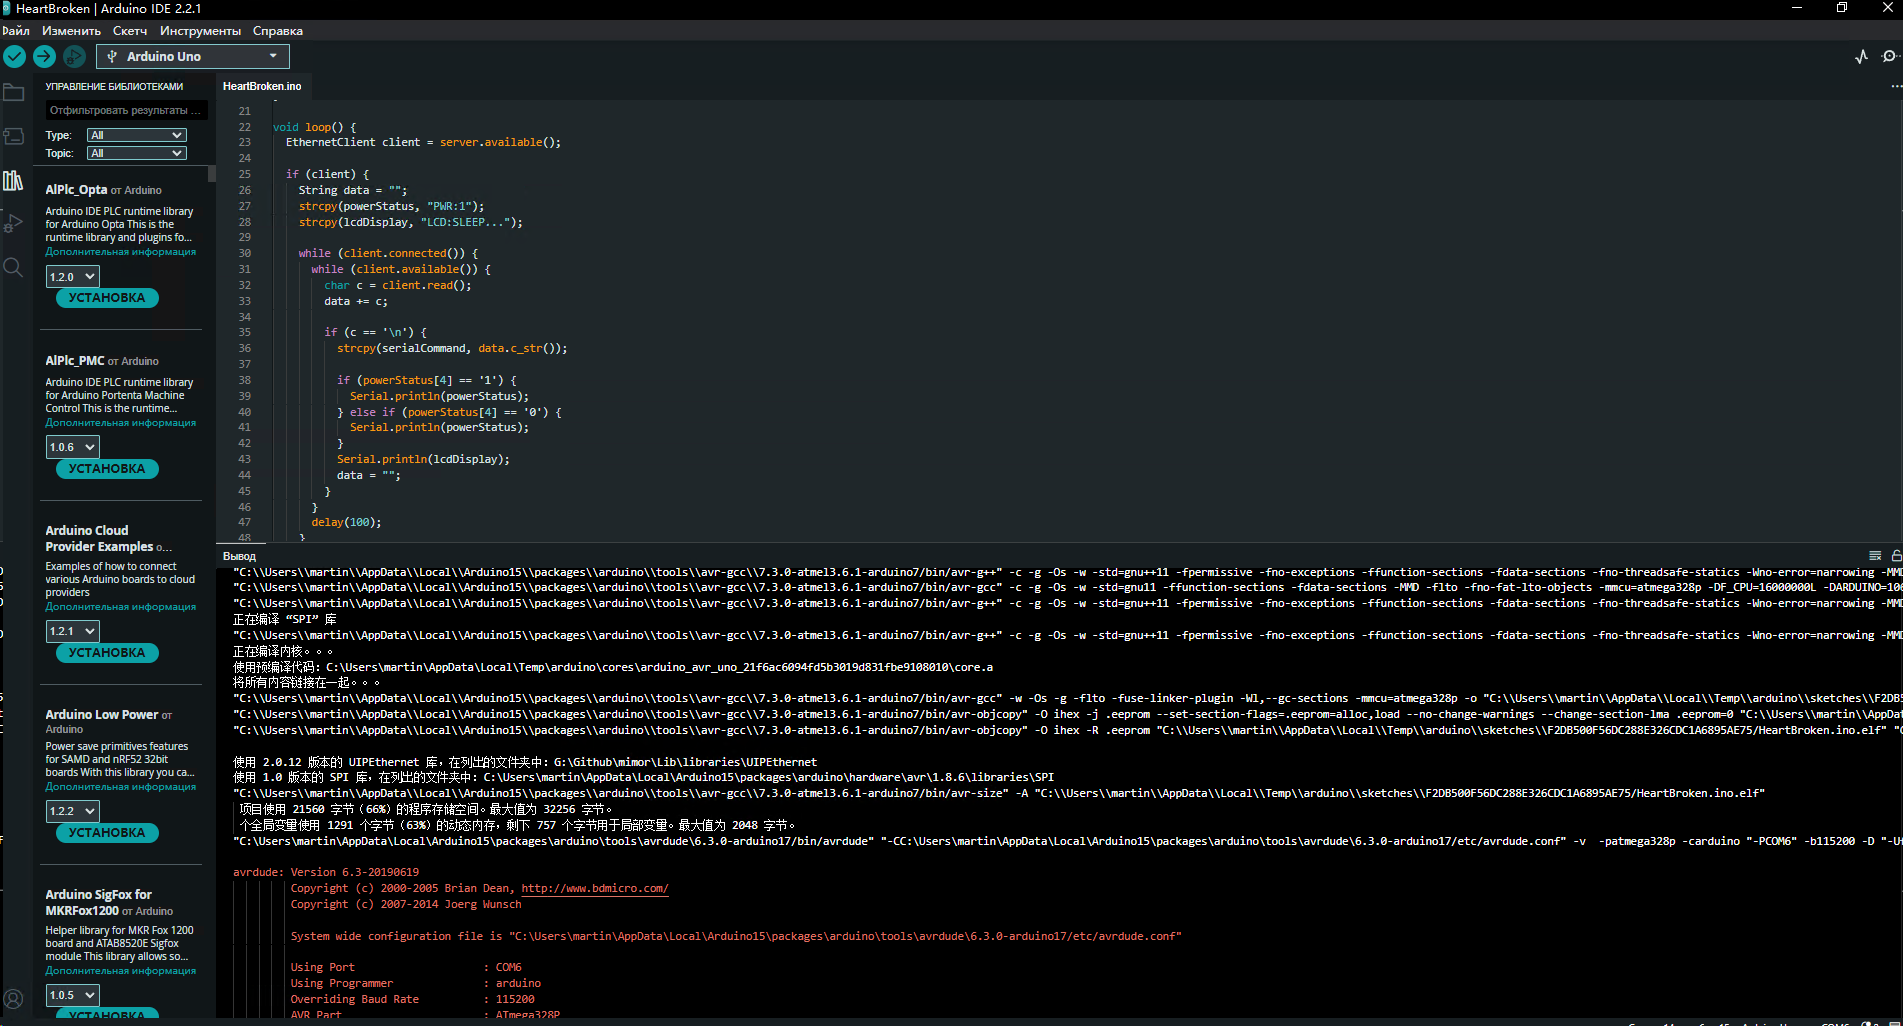 HeartBroken | Arduino IDE 2.2.1
Файл Изменить Скетч Инструменты Справка
Arduino Uno
УПРАВЛЕНИЕ БИБЛИОТЕКАМИ
Отфильтровать результаты ...
Type: All
Topic: All
AlPlc_Opta от Arduino
Arduino IDE PLC runtime library
for Arduino Opta This is the
runtime library and plugins fo...
Дополнительная информация
1.2.0
УСТАНОВКА
AlPlc_PMC от Arduino
Arduino IDE PLC runtime library
for Arduino Portenta Machine
Control This is the runtime...
Дополнительная информация
1.0.6
УСТАНОВКА
Arduino Cloud
Provider Examples о...
Examples of how to connect
various Arduino boards to cloud
providers
Дополнительная информация
1.2.1
УСТАНОВКА
Arduino Low Power от
Arduino
Power save primitives features
for SAMD and nRF52 32bit
boards With this library you ca...
Дополнительная информация
1.2.2
УСТАНОВКА
Arduino SigFox for
MKRFox1200 от Arduino
Helper library for MKR Fox 1200
board and ATAB8520E Sigfox
module This library allows so...
Дополнительная информация
1.0.5
УСТАНОВКА
HeartBroken.ino
21
22 void loop() {
23 EthernetClient client = server.available();
24
25 if (client) {
26 String data = "";
27 strcpy(powerStatus, "PWR:1");
28 strcpy(lcdDisplay, "LCD:SLEEP...");
29
30 while (client.connected()) {
31 while (client.available()) {
32 char c = client.read();
33 data += c;
34
35 if (c == '\n') {
36 strcpy(serialCommand, data.c_str());
37
38 if (powerStatus[4] == '1') {
39 Serial.println(powerStatus);
40 } else if (powerStatus[4] == '0') {
41 Serial.println(powerStatus);
42 }
43 Serial.println(lcdDisplay);
44 data = "";
45 }
46 }
47 delay(100);
48 }
Вывод
"C:\\Users\\martin\\AppData\\Local\\Arduino15\\packages\\arduino\\tools\\avr-gcc\\7.3.0-atmel3.6.1-arduino7/bin/avr-g++" -c -g -Os -w -std=gnu++11 -fpermissive -fno-exceptions -ffunction-sections -fdata-sections -fno-threadsafe-statics -Wno-error=narrowing -MMD
"C:\\Users\\martin\\AppData\\Local\\Arduino15\\packages\\arduino\\tools\\avr-gcc\\7.3.0-atmel3.6.1-arduino7/bin/avr-gcc" -c -g -Os -w -std=gnu11 -ffunction-sections -fdata-sections -MMD -flto -fno-fat-lto-objects -mmcu=atmega328p -DF_CPU=16000000L -DARDUINO=106
"C:\\Users\\martin\\AppData\\Local\\Arduino15\\packages\\arduino\\tools\\avr-gcc\\7.3.0-atmel3.6.1-arduino7/bin/avr-g++" -c -g -Os -w -std=gnu++11 -fpermissive -fno-exceptions -ffunction-sections -fdata-sections -fno-threadsafe-statics -Wno-error=narrowing -MMD
正在编译 “SPI” 库
"C:\\Users\\martin\\AppData\\Local\\Arduino15\\packages\\arduino\\tools\\avr-gcc\\7.3.0-atmel3.6.1-arduino7/bin/avr-g++" -c -g -Os -w -std=gnu++11 -fpermissive -fno-exceptions -ffunction-sections -fdata-sections -fno-threadsafe-statics -Wno-error=narrowing -MMD
正在编译内核。。。
使用预编译代码：C:\Users\martin\AppData\Local\Temp\arduino\cores\arduino_avr_uno_21f6ac6094fd5b3019d831fbe9108010\core.a
将所有内容链接在一起。。。
"C:\\Users\\martin\\AppData\\Local\\Arduino15\\packages\\arduino\\tools\\avr-gcc\\7.3.0-atmel3.6.1-arduino7/bin/avr-gcc" -w -Os -g -flto -fuse-linker-plugin -Wl,--gc-sections -mmcu=atmega328p -o "C:\\Users\\martin\\AppData\\Local\\Temp\\arduino\\sketches\\F2DB5
"C:\\Users\\martin\\AppData\\Local\\Arduino15\\packages\\arduino\\tools\\avr-gcc\\7.3.0-atmel3.6.1-arduino7/bin/avr-objcopy" -O ihex -j .eeprom --set-section-flags=.eeprom=alloc,load --no-change-warnings --change-section-lma .eeprom=0 "C:\\Users\\martin\\AppDat
"C:\\Users\\martin\\AppData\\Local\\Arduino15\\packages\\arduino\\tools\\avr-gcc\\7.3.0-atmel3.6.1-arduino7/bin/avr-objcopy" -O ihex -R .eeprom "C:\\Users\\martin\\AppData\\Local\\Temp\\arduino\\sketches\\F2DB500F56DC288E326CDC1A6895AE75/HeartBroken.ino.elf" "C
使用 2.0.12 版本的 UIPEthernet 库，在列出的文件夹中：G:\Github\mimor\Lib\libraries\UIPEthernet
使用 1.0 版本的 SPI 库，在列出的文件夹中：C:\Users\martin\AppData\Local\Arduino15\packages\arduino\hardware\avr\1.8.6\libraries\SPI
"C:\\Users\\martin\\AppData\\Local\\Arduino15\\packages\\arduino\\tools\\avr-gcc\\7.3.0-atmel3.6.1-arduino7/bin/avr-size" -A "C:\\Users\\martin\\AppData\\Local\\Temp\\arduino\\sketches\\F2DB500F56DC288E326CDC1A6895AE75/HeartBroken.ino.elf"
项目使用 21560 字节（66%）的程序存储空间。最大值为 32256 字节。
个全局变量使用 1291 个字节（63%）的动态内存，剩下 757 个字节用于局部变量。最大值为 2048 字节。
"C:\Users\martin\AppData\Local\Arduino15\packages\arduino\tools\avrdude\6.3.0-arduino17/bin/avrdude" "-CC:\Users\martin\AppData\Local\Arduino15\packages\arduino\tools\avrdude\6.3.0-arduino17/etc/avrdude.conf" -v -patmega328p -carduino "-PCOM6" -b115200 -D "-Uf
avrdude: Version 6.3-20190619
Copyright (c) 2000-2005 Brian Dean, http://www.bdmicro.com/
Copyright (c) 2007-2014 Joerg Wunsch
System wide configuration file is "C:\Users\martin\AppData\Local\Arduino15\packages\arduino\tools\avrdude\6.3.0-arduino17/etc/avrdude.conf"
Using Port : COM6
Using Programmer : arduino
Overriding Baud Rate : 115200
AVR Part : ATmega328P